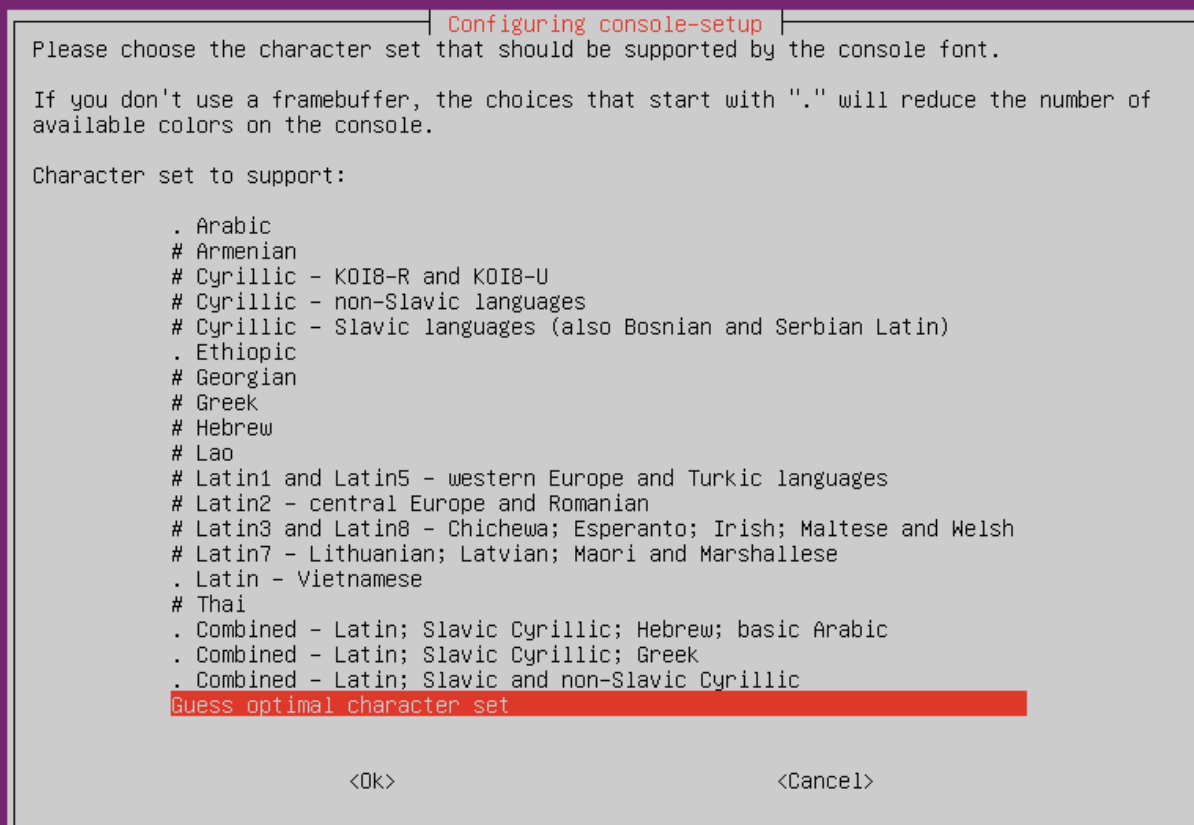 Configuring console-setup
Please choose the character set that should be supported by the console font.
If you don't use a framebuffer, the choices that start with "." will reduce the number of
available colors on the console.
Character set to support:
. Arabic
# Armenian
# Cyrillic - KOI8-R and KOI8-U
# Cyrillic - non-Slavic languages
# Cyrillic - Slavic languages (also Bosnian and Serbian Latin)
. Ethiopic
# Georgian
# Greek
# Hebrew
# Lao
# Latin1 and Latin5 - western Europe and Turkic languages
# Latin2 - central Europe and Romanian
# Latin3 and Latin8 - Chichewa; Esperanto; Irish; Maltese and Welsh
# Latin7 - Lithuanian; Latvian; Maori and Marshallese
. Latin - Vietnamese
# Thai
. Combined - Latin; Slavic Cyrillic; Hebrew; basic Arabic
. Combined - Latin; Slavic Cyrillic; Greek
. Combined - Latin; Slavic and non-Slavic Cyrillic
Guess optimal character set
<Ok> <Cancel>